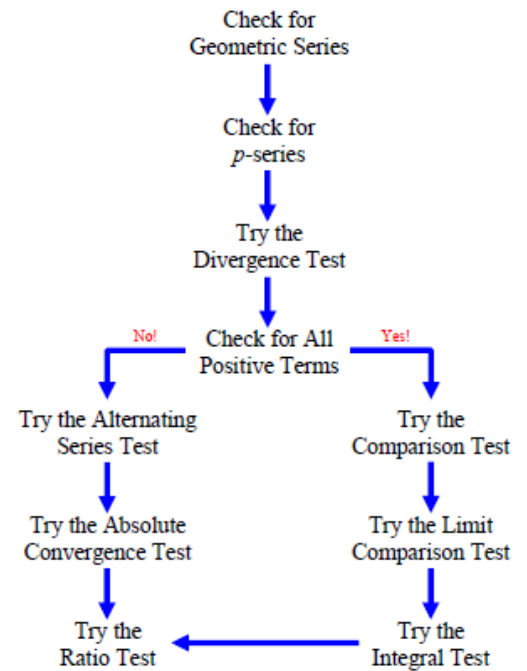 Check for
Geometric Series
Check for
p-series
Try the
Divergence Test
No!
Check for All
Positive Terms
Yes!
Try the Alternating
Series Test
Try the
Comparison Test
Try the Absolute
Convergence Test
Try the Limit
Comparison Test
Try the
Ratio Test
Try the
Integral Test